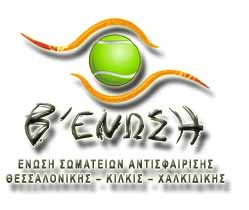 Β' ΕΝΩΣΗ
ΕΝΩΣΗ ΣΩΜΑΤΕΙΩΝ ΑΝΤΙΣΦΑΙΡΙΣΗΣ
ΘΕΣΣΑΛΟΝΙΚΗΣ – ΚΙΛΚΙΣ – ΧΑΛΚΙΔΙΚΗΣ